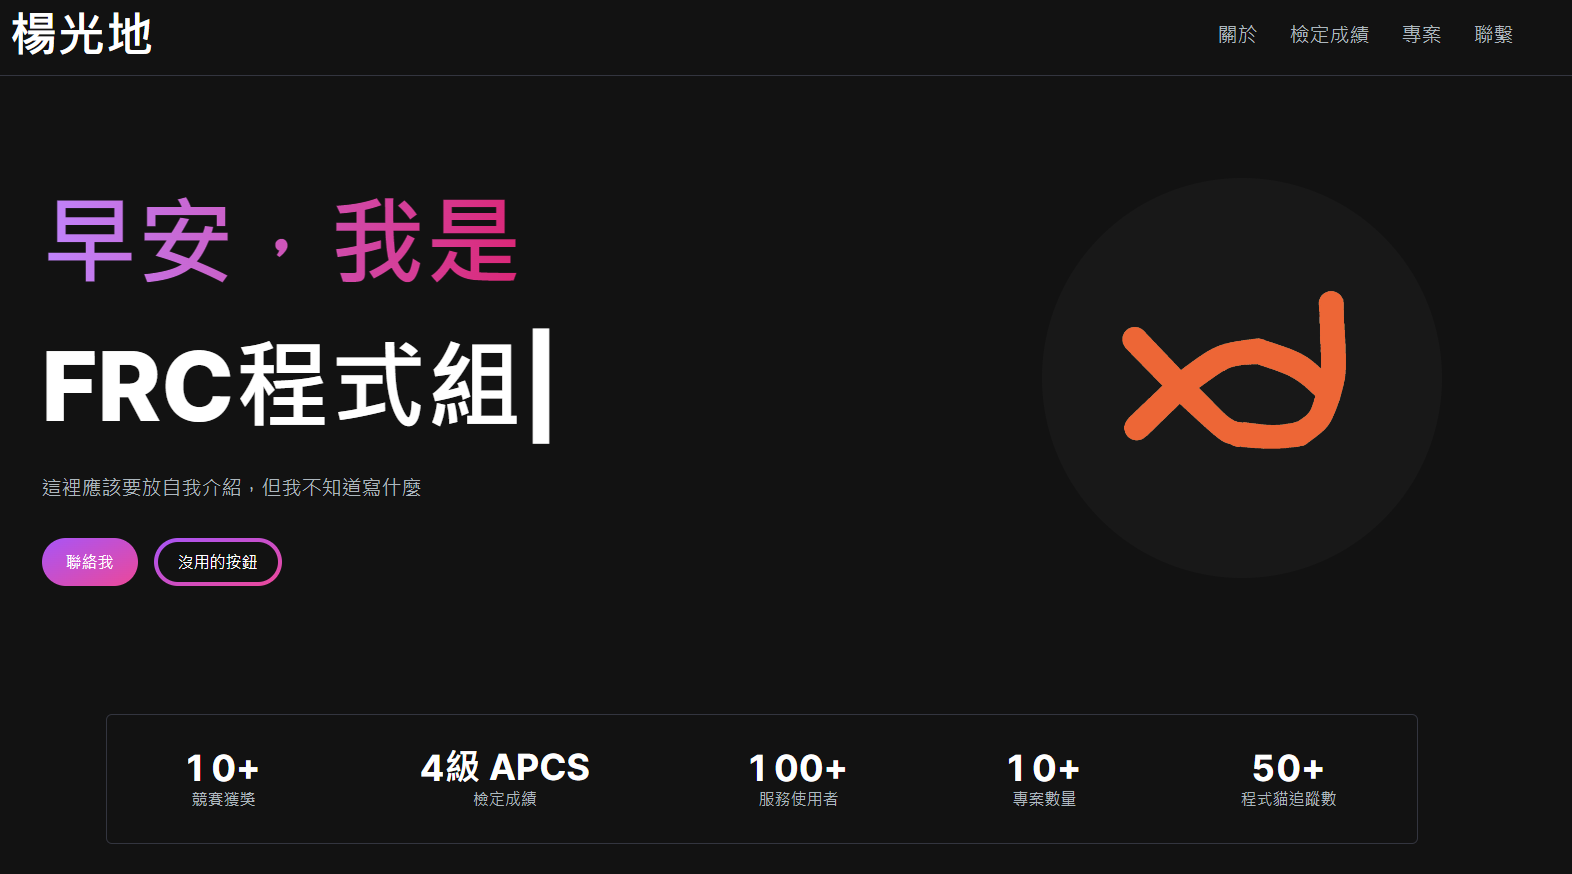 楊光地
關於 檢定成績 專案 聯繫
早安，我是
FRC程式組|
這裡應該要放自我介紹，但我不知道寫什麼
聯絡我 沒用的按鈕
10+ 4級 APCS 100+ 10+ 50+
競賽獲獎 檢定成績 服務使用者 專案數量 程式貓追蹤數